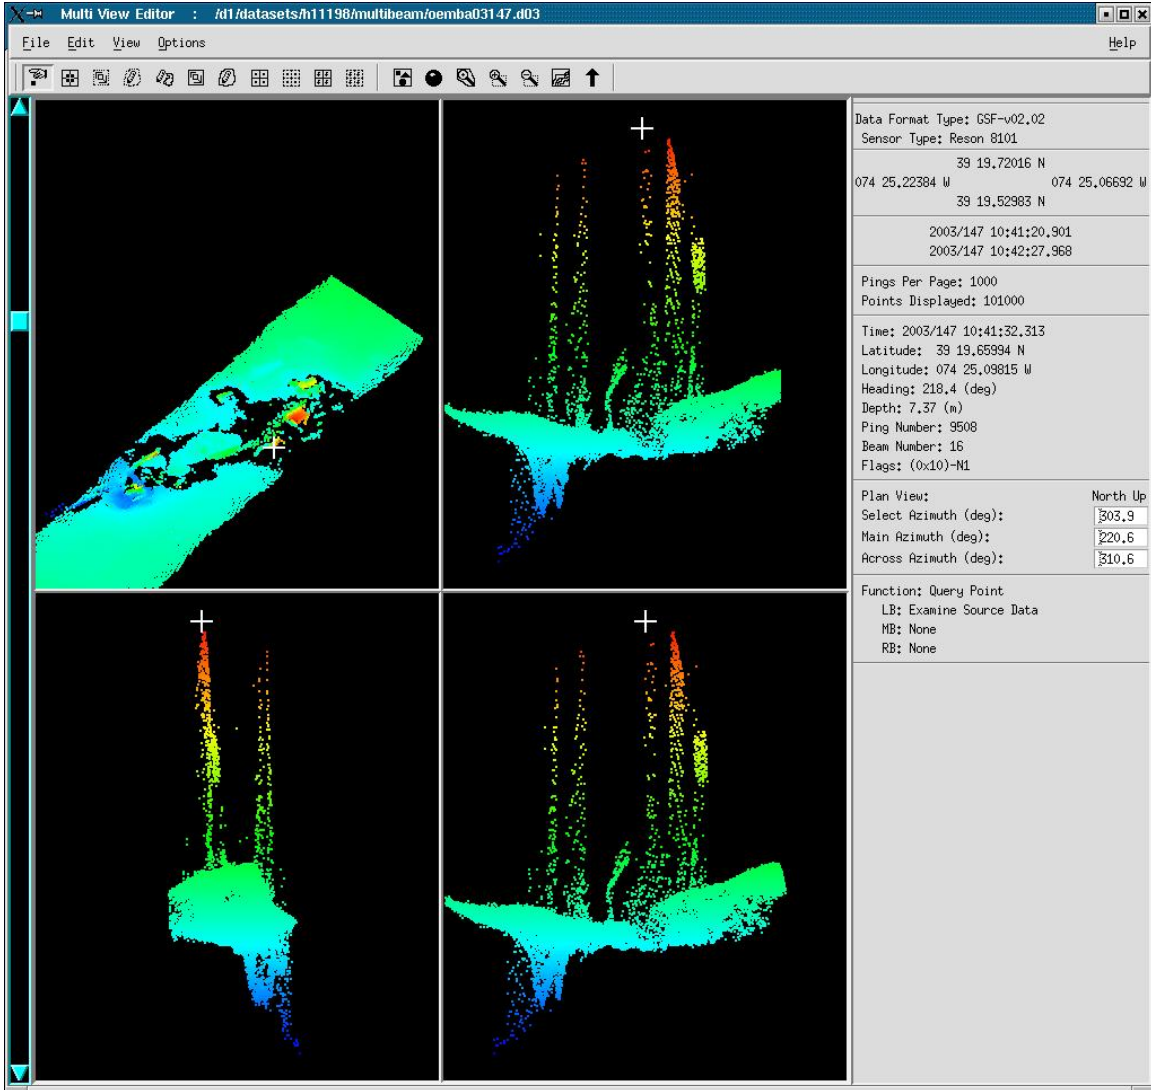 Multi View Editor : /d1/datasets/h11198/multibeam/oemba03147.d03
File Edit View Options Help
Data Format Type: GSF-v02.02
Sensor Type: Reson 8101
39 19.72016 N
074 25.22384 W 074 25.06692 W
39 19.52983 N
2003/147 10:41:20.901
2003/147 10:42:27.968
Pings Per Page: 1000
Points Displayed: 101000
Time: 2003/147 10:41:32.313
Latitude: 39 19.65994 N
Longitude: 074 25.09815 W
Heading: 218.4 (deg)
Depth: 7.37 (m)
Ping Number: 9508
Beam Number: 16
Flags: (0x10)-N1
Plan View: North Up
Select Azimuth (deg): 303.9
Main Azimuth (deg): 220.6
Across Azimuth (deg): 310.6
Function: Query Point
LB: Examine Source Data
MB: None
RB: None